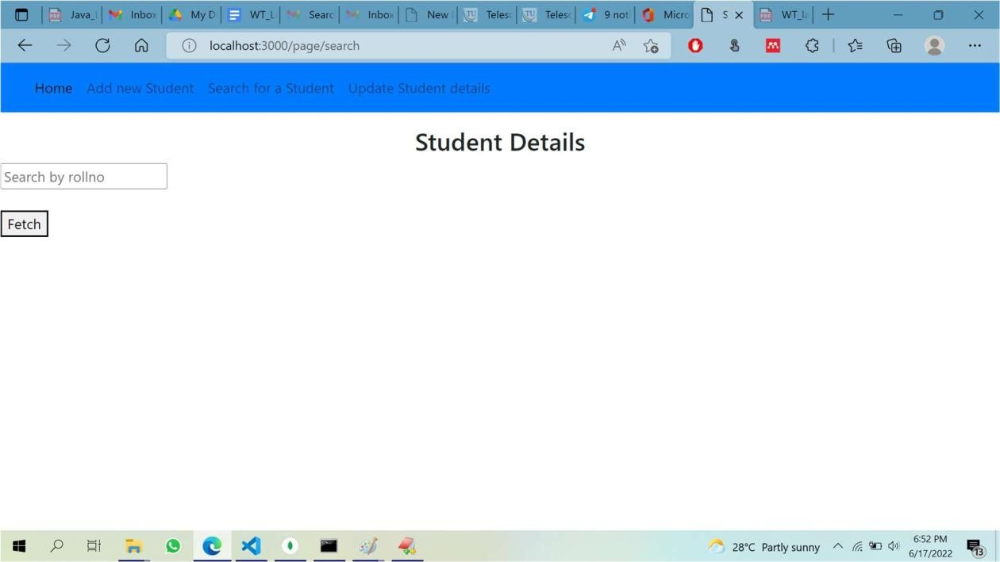 Java_L Inbox My D WT_L Searc Inbox New Telesc Telesc 9 noti Micro S WT_la
localhost:3000/page/search
Home Add new Student Search for a Student Update Student details
Student Details
Search by rollno
Fetch
28°C Partly sunny
6:52 PM
6/17/2022
13